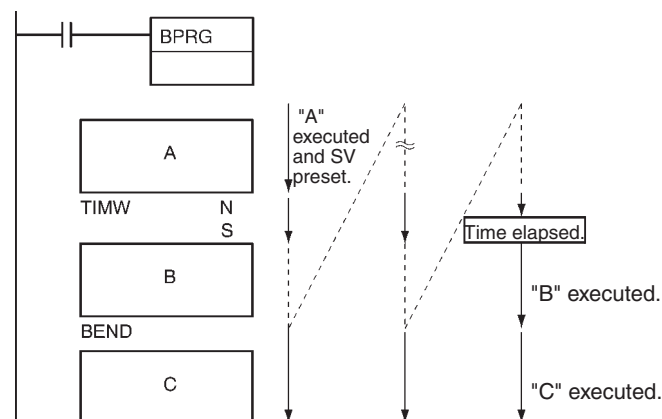 BPRG
"A"
executed
and SV
preset.
A
TIMW N
S
Time elapsed.
B
"B" executed.
BEND
C
"C" executed.